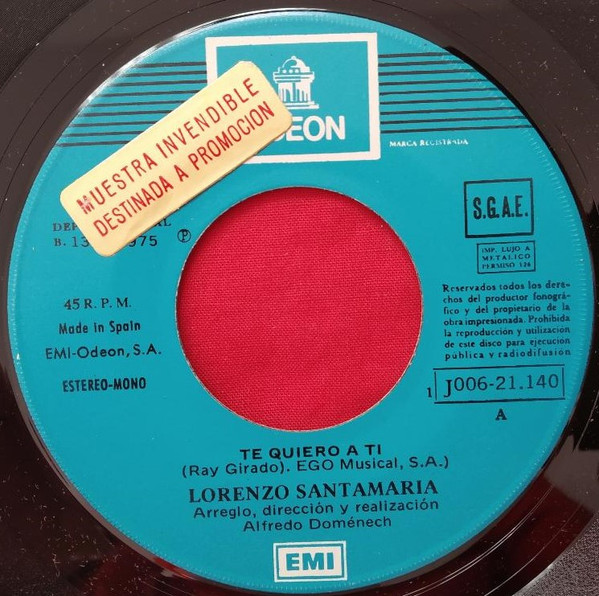 MUESTRA INVENDIBLE
DESTINADA A PROMOCION
MARCA REGISTRADA
S.G.A.E.
IMP. LUJO A
METALICO
PERMISO 326
45 R.P.M.
Made in Spain
EMI-Odeon, S.A.
ESTEREO-MONO
Reservados todos los dere-
chos del productor fonográ-
fico y del propietario de la
obra impresionada. Prohibida
la reproducción y utilización
de este disco para ejecución
pública y radiodifusión
1 J006-21.140
A
TE QUIERO A TI
(Ray Girado). EGO Musical, S.A.)
LORENZO SANTAMARIA
Arreglo, dirección y realización
Alfredo Doménech
EMI